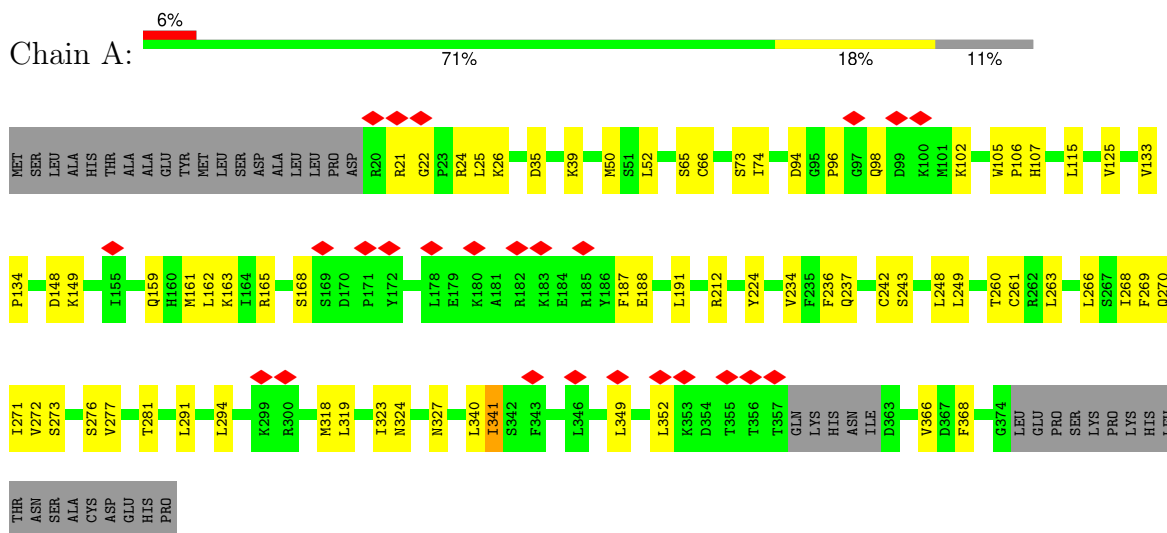 6%
Chain A:
71% 18% 11%
MET SER LEU ALA HIS THR ALA ALA GLU TYR MET LEU SER ASP ALA LEU LEU PRO ASP R20 R21 G22 P23 R24 L25 K26 D35 K39 M50 S51 L52 S65 C66 S73 I74 D94 G95 P96 G97 Q98 D99 K100 M101 K102 W105 P106 H107 L115 V125 V133
P134 D148 K149 I155 Q159 H160 M161 L162 K163 I164 R165 S168 S169 D170 P171 Y172 L178 E179 K180 A181 R182 K183 E184 R185 Y186 F187 E188 L191 R212 Y224 V234 F235 F236 Q237 C242 S243 L248 L249 T260 C261 R262 L263 L266 S267 I268 F269 Q270
I271 V272 S273 S276 V277 T281 L291 L294 K299 R300 M318 L319 I323 N324 N327 L340 I341 S342 F343 L346 L349 L352 K353 D354 T355 T356 T357 GLN LYS HIS ASN ILE D363 V366 D367 F368 G374 LEU GLU PRO SER LYS PRO LYS HIS LEU
THR ASN SER ALA CYS ASP GLU HIS PRO